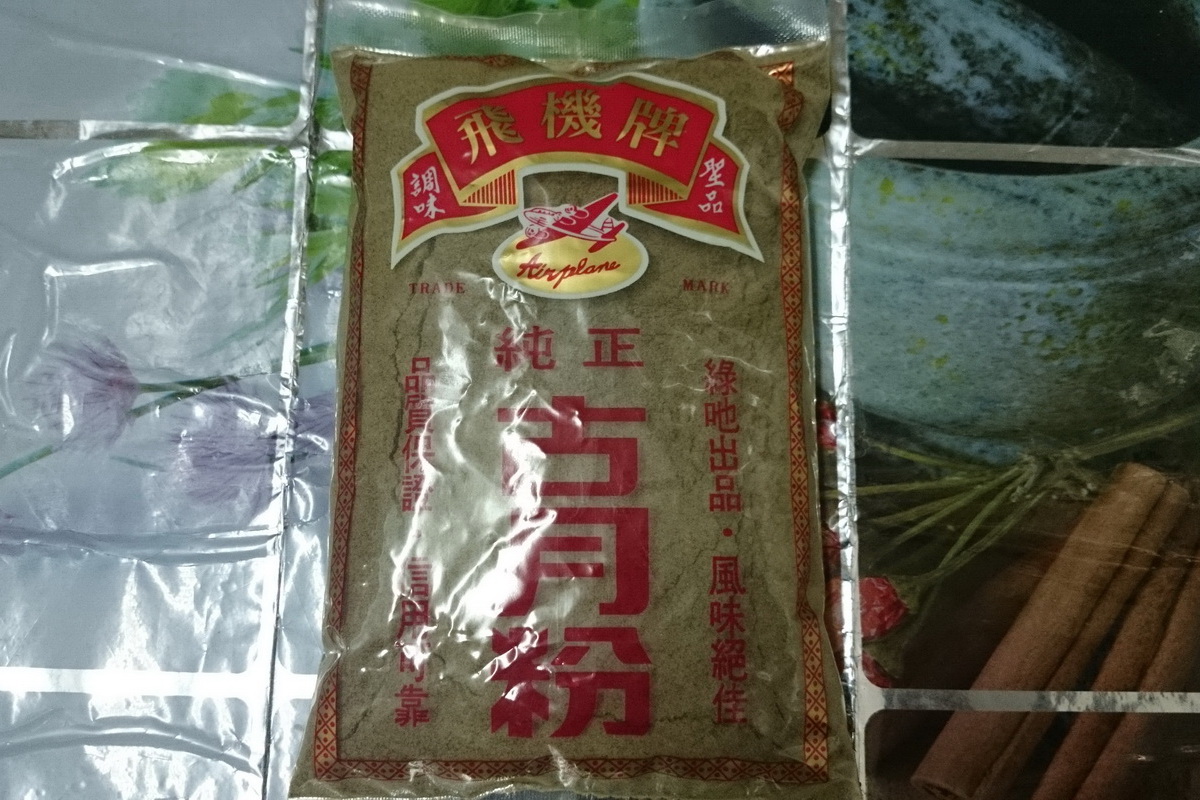 飛機牌
調味
聖品
Airplane
TRADE MARK
純正
古月粉
綠吔出品・風味絕佳
品質保證 信用可靠